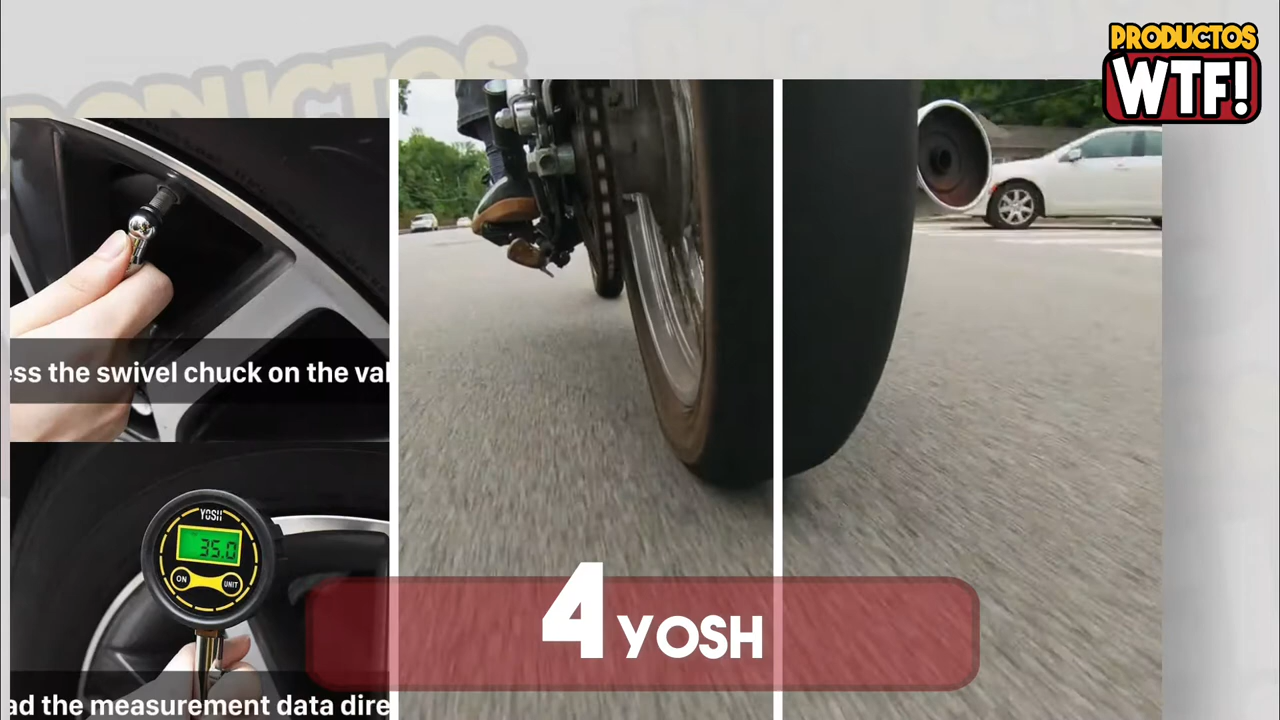 PRODUCTOS
WTF!
PRODUCTOS
ess the swivel chuck on the val
YOSH
35.0
ON
UNIT
4 YOSH
ad the measurement data dire